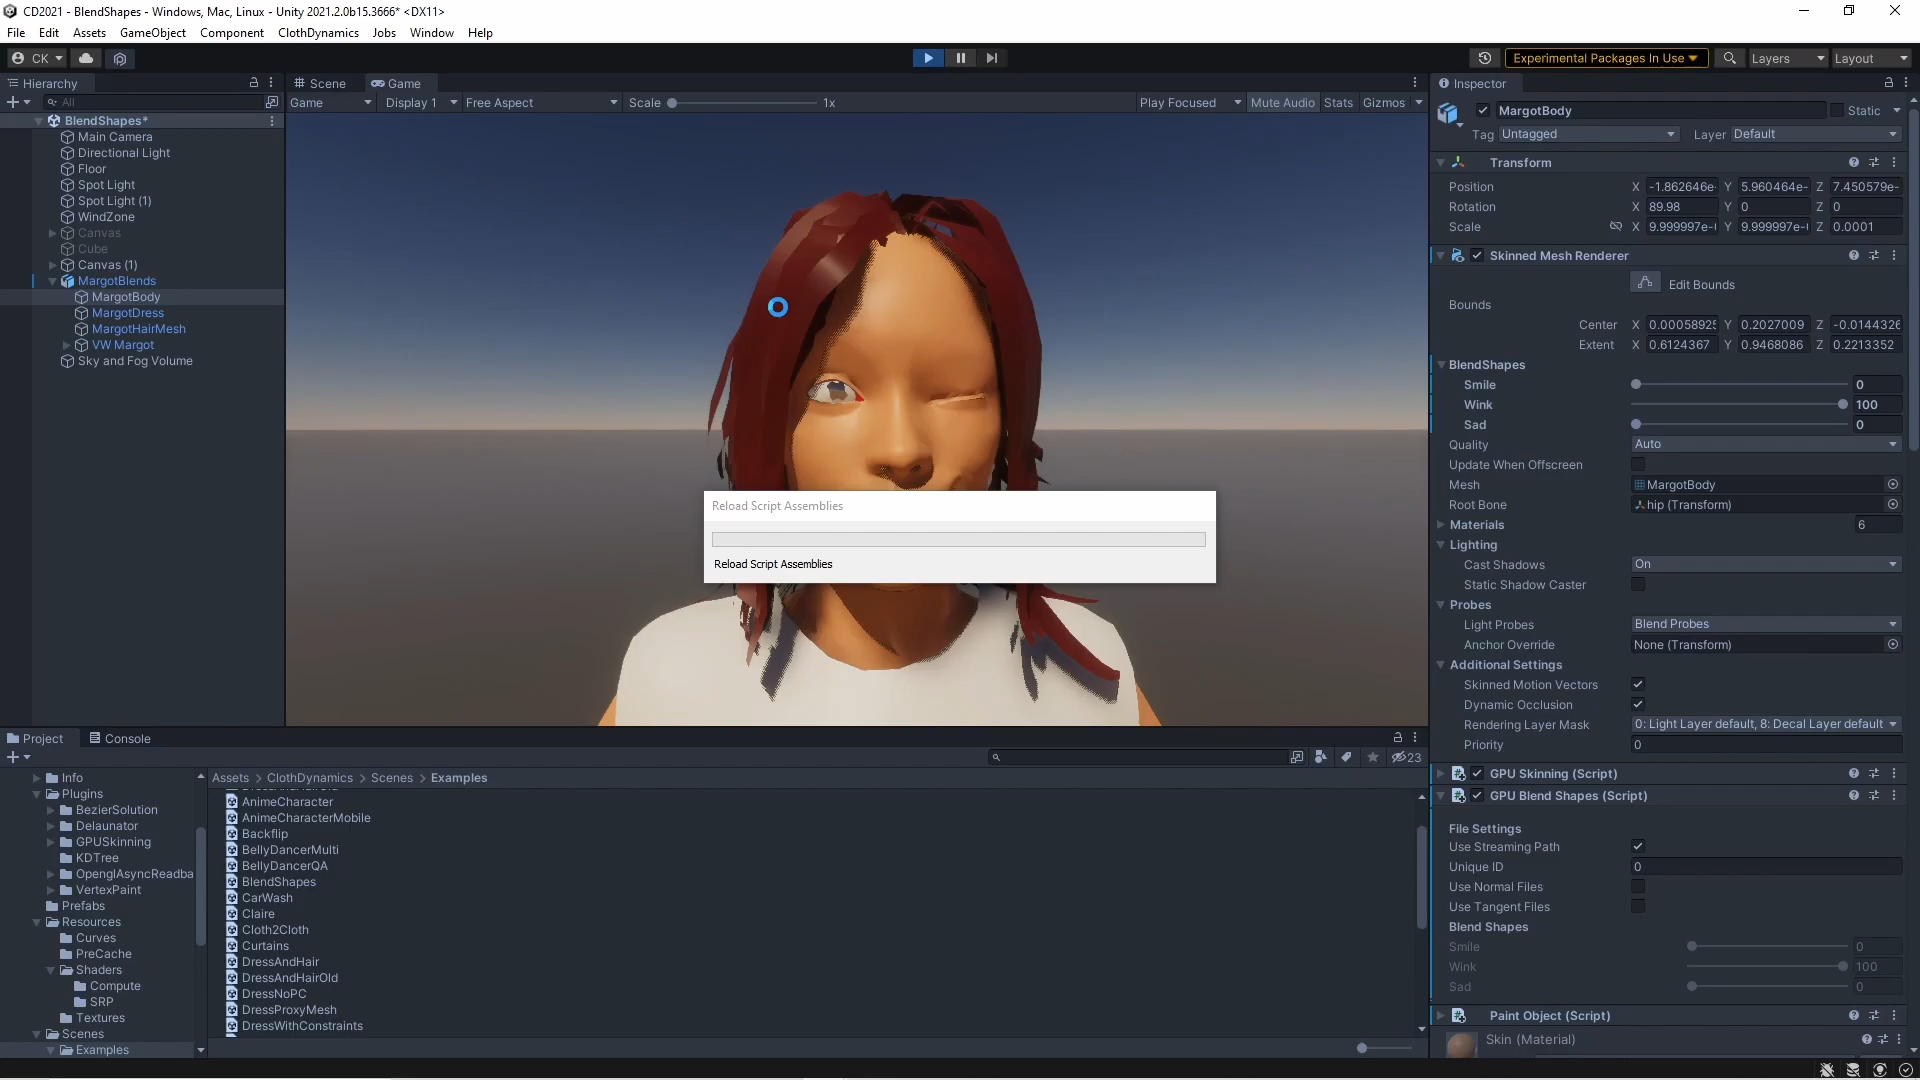 CD2021 - BlendShapes - Windows, Mac, Linux - Unity 2021.2.0b15.3666* <DX11>
File Edit Assets GameObject Component ClothDynamics Jobs Window Help
CK Experimental Packages In Use Layers Layout
Hierarchy
All
BlendShapes*
Main Camera
Directional Light
Floor
Spot Light
Spot Light (1)
WindZone
Canvas
Cube
Canvas (1)
MargotBlends
MargotBody
MargotDress
MargotHairMesh
VW Margot
Sky and Fog Volume
Scene Game
Game Display 1 Free Aspect Scale 1x Play Focused Mute Audio Stats Gizmos
Reload Script Assemblies
Reload Script Assemblies
Inspector
MargotBody Static
Tag Untagged Layer Default
Transform
Position X -1.862646e- Y 5.960464e- Z 7.450579e-
Rotation X 89.98 Y 0 Z 0
Scale X 9.999997e- Y 9.999997e- Z 0.0001
Skinned Mesh Renderer
Edit Bounds
Bounds
Center X 0.00058925 Y 0.2027009 Z -0.0144326
Extent X 0.6124367 Y 0.9468086 Z 0.2213352
BlendShapes
Smile 0
Wink 100
Sad 0
Quality Auto
Update When Offscreen
Mesh MargotBody
Root Bone hip (Transform)
Materials 6
Lighting
Cast Shadows On
Static Shadow Caster
Probes
Light Probes Blend Probes
Anchor Override None (Transform)
Additional Settings
Skinned Motion Vectors
Dynamic Occlusion
Rendering Layer Mask 0: Light Layer default, 8: Decal Layer default
Priority 0
GPU Skinning (Script)
GPU Blend Shapes (Script)
File Settings
Use Streaming Path
Unique ID 0
Use Normal Files
Use Tangent Files
Blend Shapes
Smile 0
Wink 100
Sad 0
Paint Object (Script)
Skin (Material)
Project Console
23
Info
Plugins
BezierSolution
Delaunator
GPUSkinning
KDTree
OpenglAsyncReadba
VertexPaint
Prefabs
Resources
Curves
PreCache
Shaders
Compute
SRP
Textures
Scenes
Examples
Assets > ClothDynamics > Scenes > Examples
AnimeCharacter
AnimeCharacterMobile
Backflip
BellyDancerMulti
BellyDancerQA
BlendShapes
CarWash
Claire
Cloth2Cloth
Curtains
DressAndHair
DressAndHairOld
DressNoPC
DressProxyMesh
DressWithConstraints